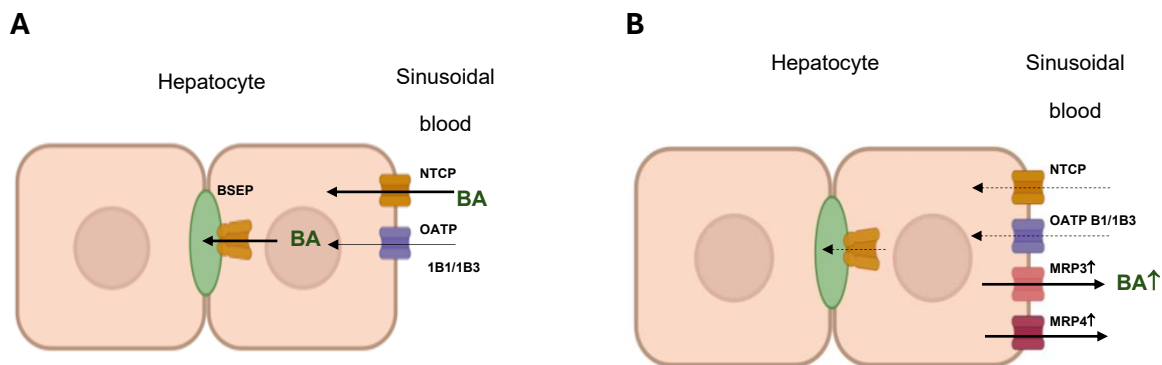 A
Hepatocyte
Sinusoidal
blood
NTCP
BA
BSEP
BA
OATP
1B1/1B3
B
Hepatocyte
Sinusoidal
blood
NTCP
OATP B1/1B3
MRP3↑
BA↑
MRP4↑